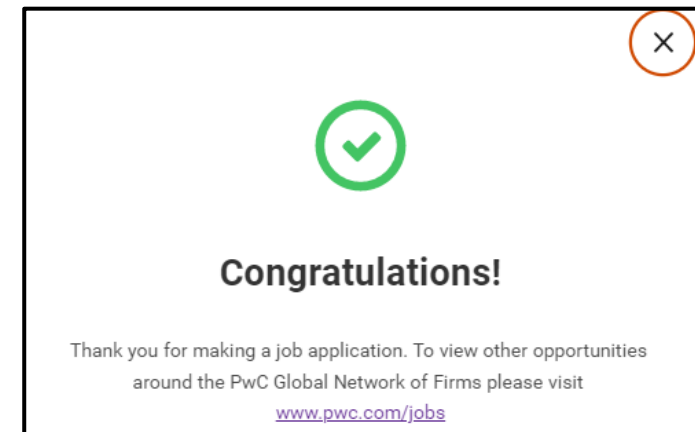 Congratulations!
Thank you for making a job application. To view other opportunities
around the PwC Global Network of Firms please visit
www.pwc.com/jobs